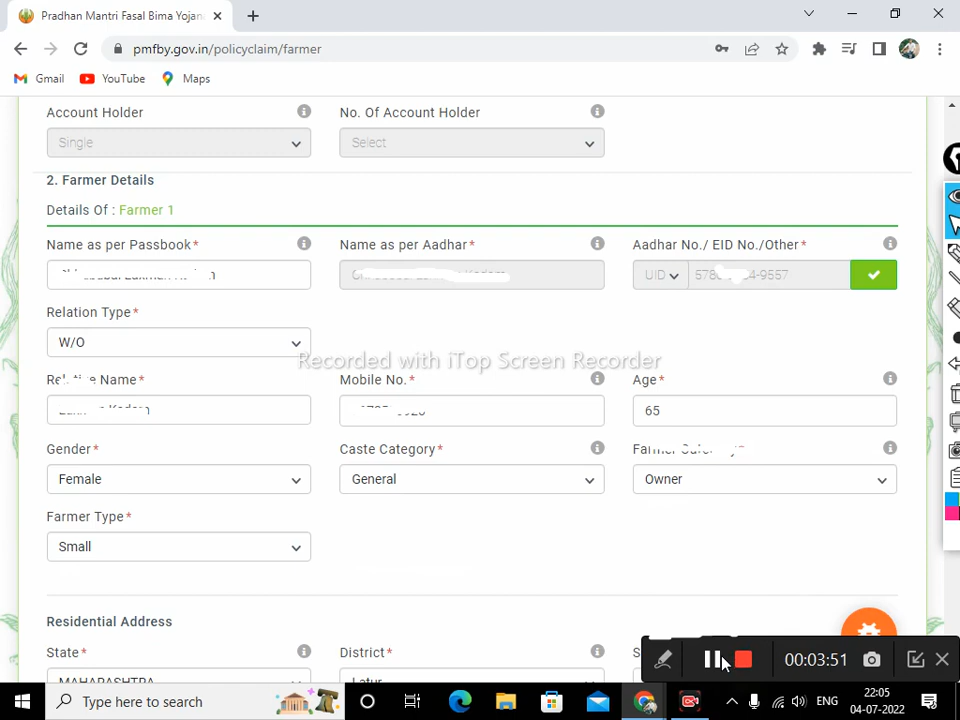 Pradhan Mantri Fasal Bima Yojana
pmfby.gov.in/policyclaim/farmer
Gmail YouTube Maps
Account Holder No. Of Account Holder
Single Select
2. Farmer Details
Details Of : Farmer 1
Name as per Passbook* Name as per Aadhar* Aadhar No./ EID No./Other*
UID
Relation Type*
W/O
Recorded with iTop Screen Recorder
Name* Mobile No.* Age*
65
Gender* Caste Category*
Female General Owner
Farmer Type*
Small
Residential Address
State* District*
MAHARASHTRA Latur
00:03:51
Type here to search ENG 22:05
04-07-2022